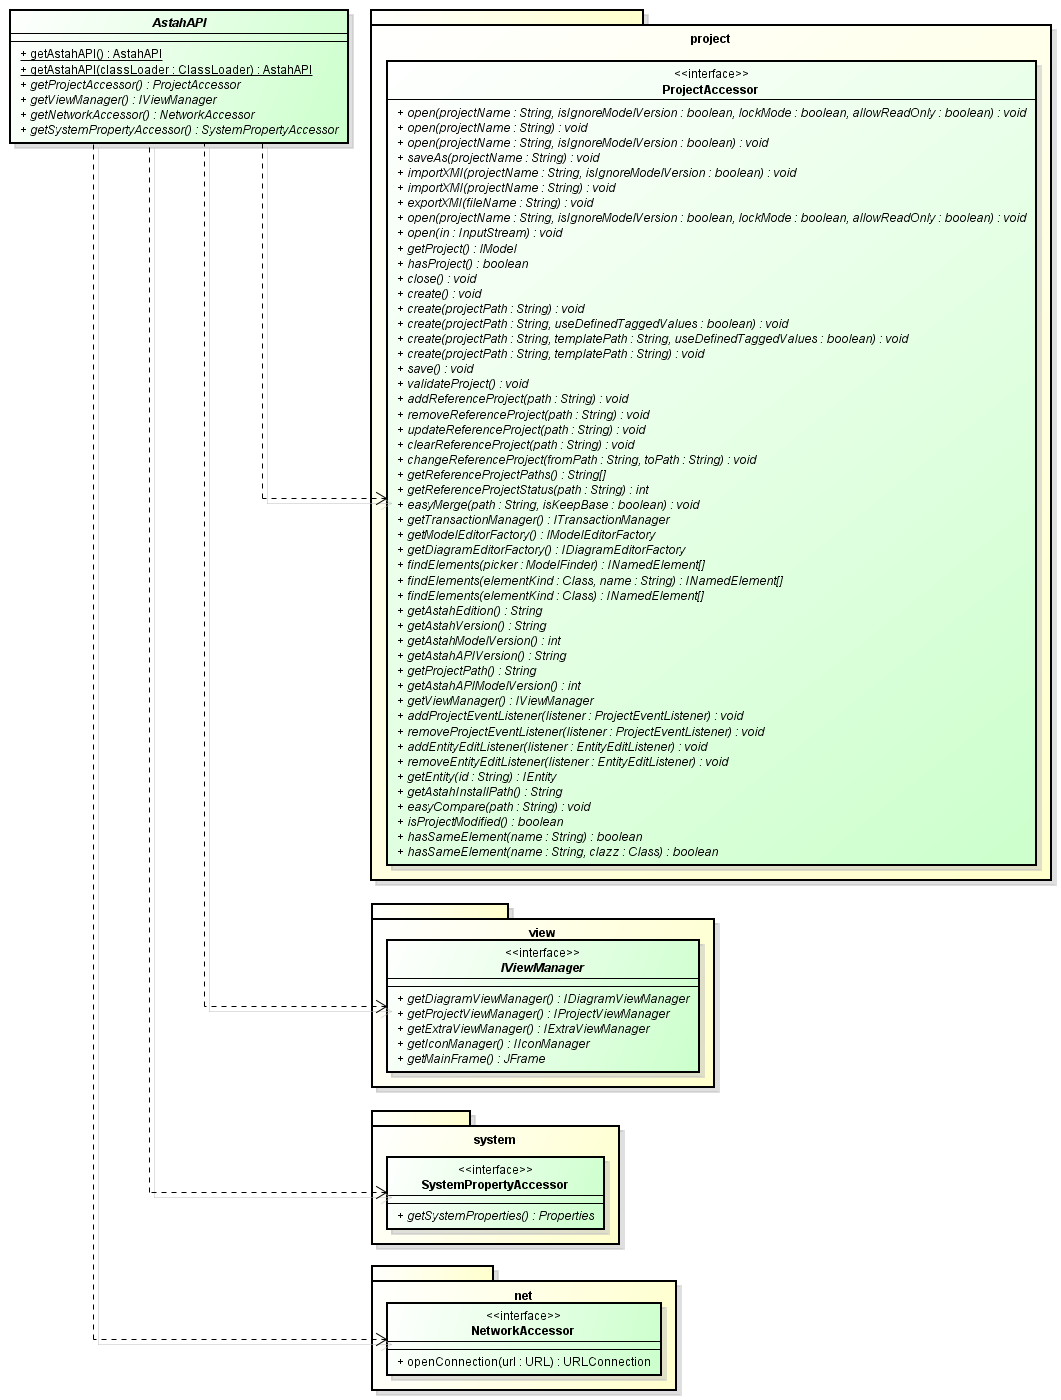 AstahAPI
+ getAstahAPI() : AstahAPI
+ getAstahAPI(classLoader : ClassLoader) : AstahAPI
+ getProjectAccessor() : ProjectAccessor
+ getViewManager() : IViewManager
+ getNetworkAccessor() : NetworkAccessor
+ getSystemPropertyAccessor() : SystemPropertyAccessor
project
<<interface>>
ProjectAccessor
+ open(projectName : String, isIgnoreModelVersion : boolean, lockMode : boolean, allowReadOnly : boolean) : void
+ open(projectName : String) : void
+ open(projectName : String, isIgnoreModelVersion : boolean) : void
+ saveAs(projectName : String) : void
+ importXMI(projectName : String, isIgnoreModelVersion : boolean) : void
+ importXMI(projectName : String) : void
+ exportXMI(fileName : String) : void
+ open(projectName : String, isIgnoreModelVersion : boolean, lockMode : boolean, allowReadOnly : boolean) : void
+ open(in : InputStream) : void
+ getProject() : IModel
+ hasProject() : boolean
+ close() : void
+ create() : void
+ create(projectPath : String) : void
+ create(projectPath : String, useDefinedTaggedValues : boolean) : void
+ create(projectPath : String, templatePath : String, useDefinedTaggedValues : boolean) : void
+ create(projectPath : String, templatePath : String) : void
+ save() : void
+ validateProject() : void
+ addReferenceProject(path : String) : void
+ removeReferenceProject(path : String) : void
+ updateReferenceProject(path : String) : void
+ clearReferenceProject(path : String) : void
+ changeReferenceProject(fromPath : String, toPath : String) : void
+ getReferenceProjectPaths() : String[]
+ getReferenceProjectStatus(path : String) : int
+ easyMerge(path : String, isKeepBase : boolean) : void
+ getTransactionManager() : ITransactionManager
+ getModelEditorFactory() : IModelEditorFactory
+ getDiagramEditorFactory() : IDiagramEditorFactory
+ findElements(picker : ModelFinder) : INamedElement[]
+ findElements(elementKind : Class, name : String) : INamedElement[]
+ findElements(elementKind : Class) : INamedElement[]
+ getAstahEdition() : String
+ getAstahVersion() : String
+ getAstahModelVersion() : int
+ getAstahAPIVersion() : String
+ getProjectPath() : String
+ getAstahAPIModelVersion() : int
+ getViewManager() : IViewManager
+ addProjectEventListener(listener : ProjectEventListener) : void
+ removeProjectEventListener(listener : ProjectEventListener) : void
+ addEntityEditListener(listener : EntityEditListener) : void
+ removeEntityEditListener(listener : EntityEditListener) : void
+ getEntity(id : String) : IEntity
+ getAstahInstallPath() : String
+ easyCompare(path : String) : void
+ isProjectModified() : boolean
+ hasSameElement(name : String) : boolean
+ hasSameElement(name : String, clazz : Class) : boolean
view
<<interface>>
IViewManager
+ getDiagramViewManager() : IDiagramViewManager
+ getProjectViewManager() : IProjectViewManager
+ getExtraViewManager() : IExtraViewManager
+ getIconManager() : IIconManager
+ getMainFrame() : JFrame
system
<<interface>>
SystemPropertyAccessor
+ getSystemProperties() : Properties
net
<<interface>>
NetworkAccessor
+ openConnection(url : URL) : URLConnection